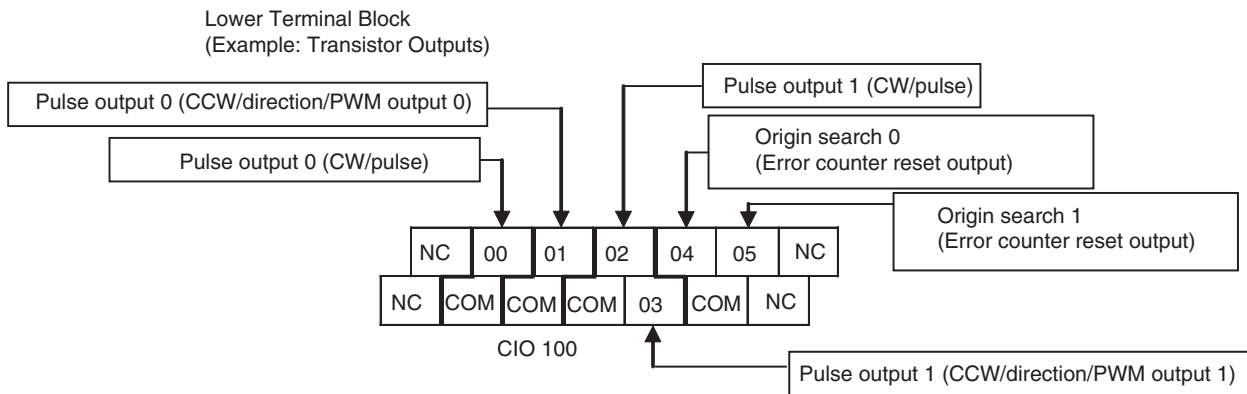 Lower Terminal Block
(Example: Transistor Outputs)
Pulse output 0 (CCW/direction/PWM output 0)
Pulse output 1 (CW/pulse)
Pulse output 0 (CW/pulse)
Origin search 0
(Error counter reset output)
Origin search 1
(Error counter reset output)
NC 00 01 02 04 05 NC
NC COM COM COM 03 COM NC
CIO 100
Pulse output 1 (CCW/direction/PWM output 1)